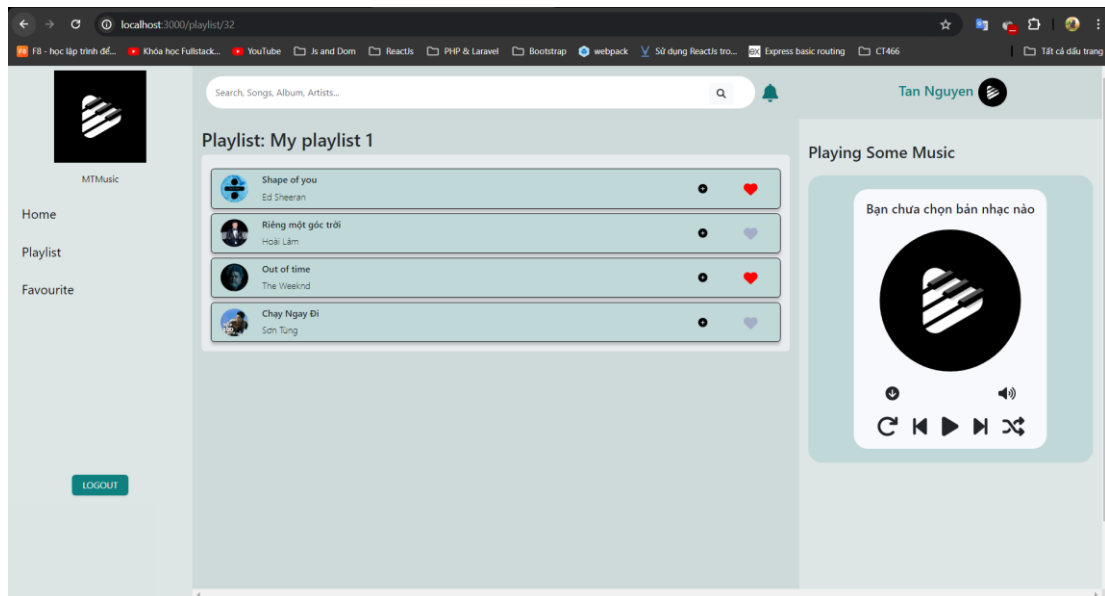 localhost:3000/playlist/32
F8 - học lập trình để... Khóa học Fullstack... YouTube Js and Dom ReactJs PHP & Laravel Bootstrap webpack Sử dụng ReactJs tro... EX Express basic routing CT466 Tất cả dấu trang
MTMusic
Home
Playlist
Favourite
LOGOUT
Search, Songs, Album, Artists...
Playlist: My playlist 1
Shape of you
Ed Sheeran
Riêng một góc trời
Hoài Lâm
Out of time
The Weeknd
Chạy Ngay Đi
Sơn Tùng
Tan Nguyen
Playing Some Music
Bạn chưa chọn bản nhạc nào